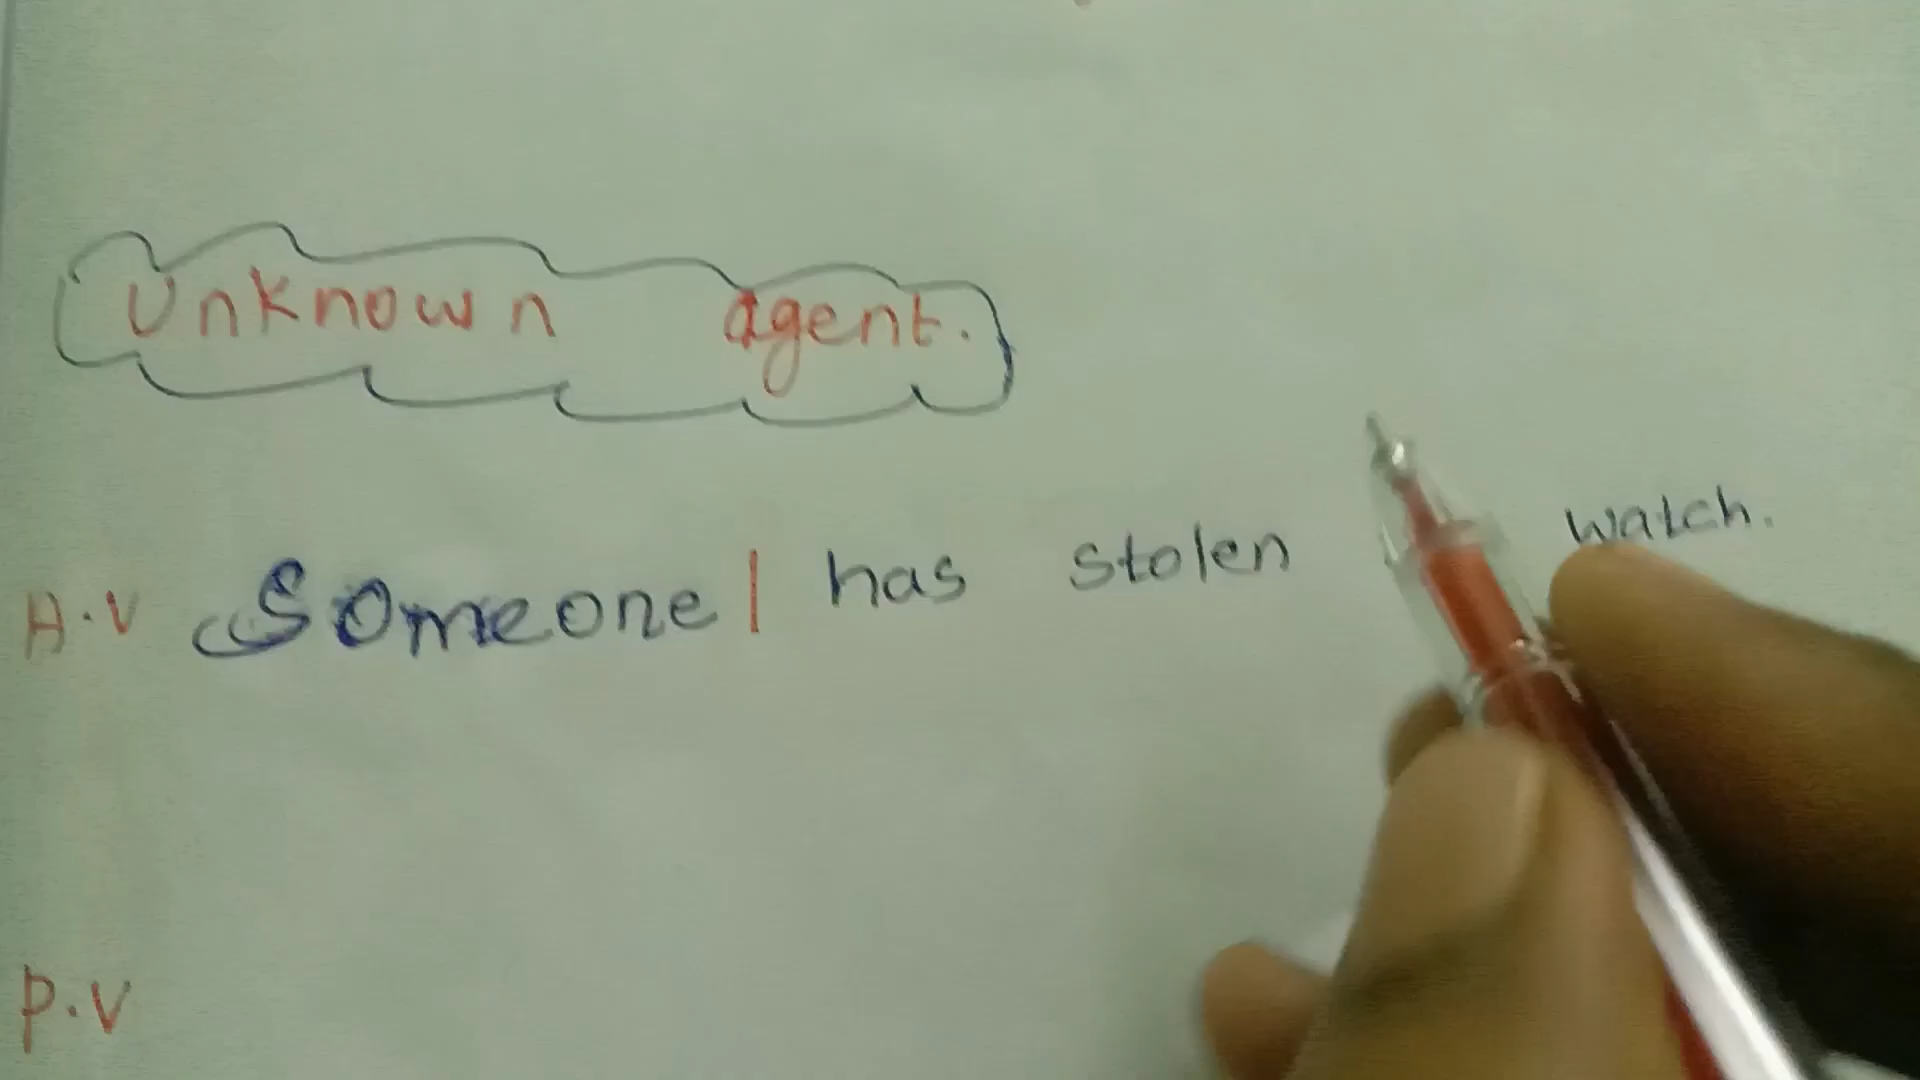 Unknown agent.
A.V Someone | has stolen watch.
P.V